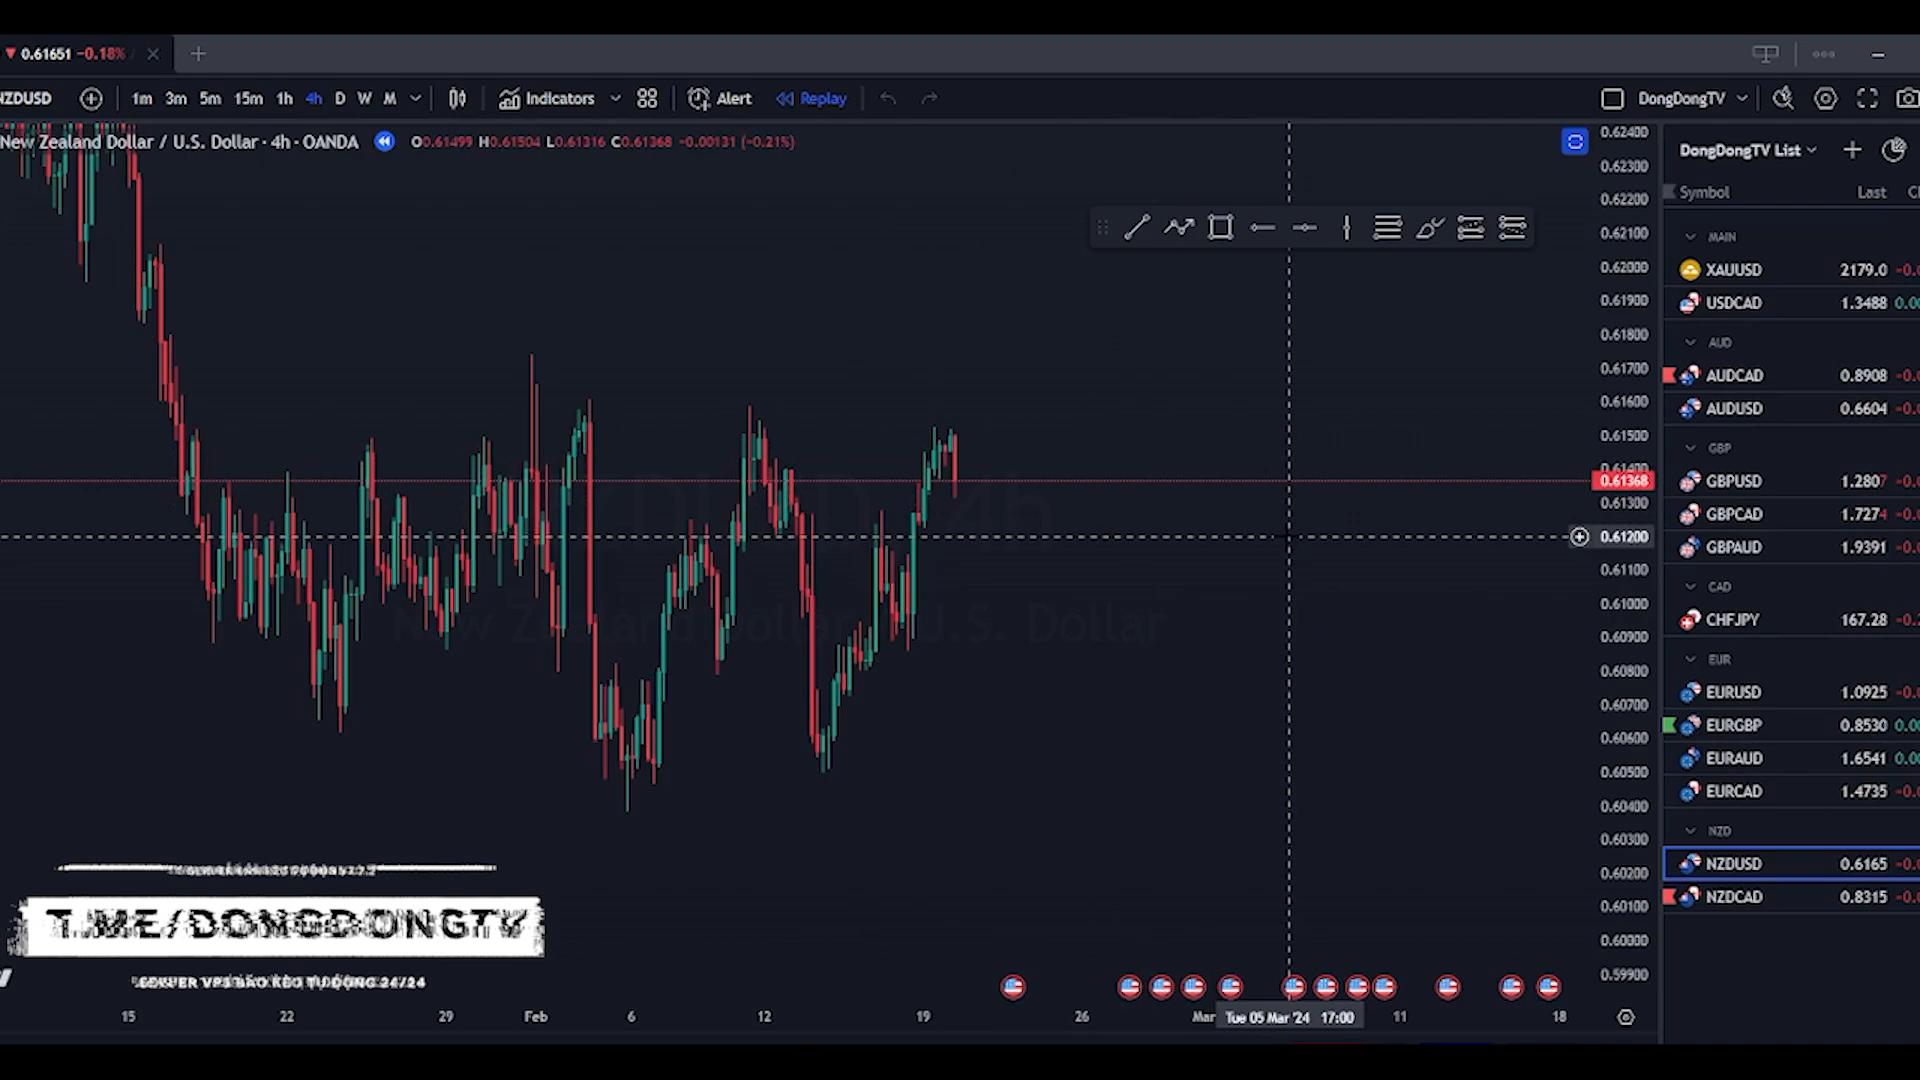 0.61651 −0.18%
NZDUSD 1m 3m 5m 15m 1h 4h D W M Indicators Alert Replay DongDongTV
New Zealand Dollar / U.S. Dollar · 4h · OANDA O0.61499 H0.61504 L0.61316 C0.61368 −0.00131 (−0.21%)
DongDongTV List
Symbol Last
MAIN
XAUUSD 2179.0
USDCAD 1.3488
AUD
AUDCAD 0.8908
AUDUSD 0.6604
GBP
GBPUSD 1.2807
GBPCAD 1.7274
GBPAUD 1.9391
CAD
CHFJPY 167.28
EUR
EURUSD 1.0925
EURGBP 0.8530
EURAUD 1.6541
EURCAD 1.4735
NZD
NZDUSD 0.6165
NZDCAD 0.8315
0.62400
0.62300
0.62200
0.62100
0.62000
0.61900
0.61800
0.61700
0.61600
0.61500
0.61400
0.61368
0.61300
0.61200
0.61100
0.61000
0.60900
0.60800
0.60700
0.60600
0.60500
0.60400
0.60300
0.60200
0.60100
0.60000
0.59900
New Zealand Dollar / U.S. Dollar
T.ME/DONGDONGTV
15 22 29 Feb 6 12 19 26 Mar Tue 05 Mar '24 17:00 11 18